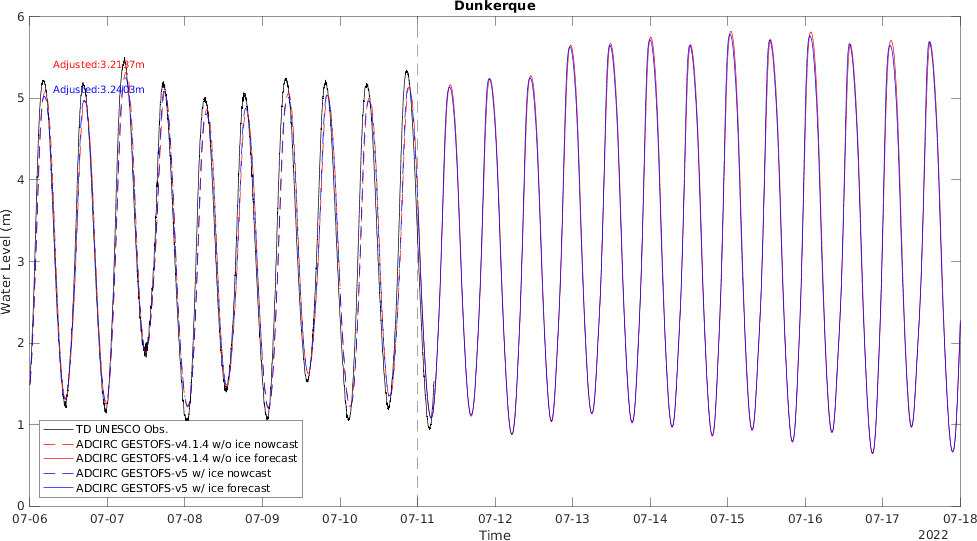 Dunkerque
6
Adjusted:3.2187m
5
Adjusted:3.2403m
4
3
Water Level (m)
2
1
TD UNESCO Obs.
ADCIRC GESTOFS-v4.1.4 w/o ice nowcast
ADCIRC GESTOFS-v4.1.4 w/o ice forecast
ADCIRC GESTOFS-v5 w/ ice nowcast
ADCIRC GESTOFS-v5 w/ ice forecast
0
07-06 07-07 07-08 07-09 07-10 07-11 07-12 07-13 07-14 07-15 07-16 07-17 07-18
Time
2022